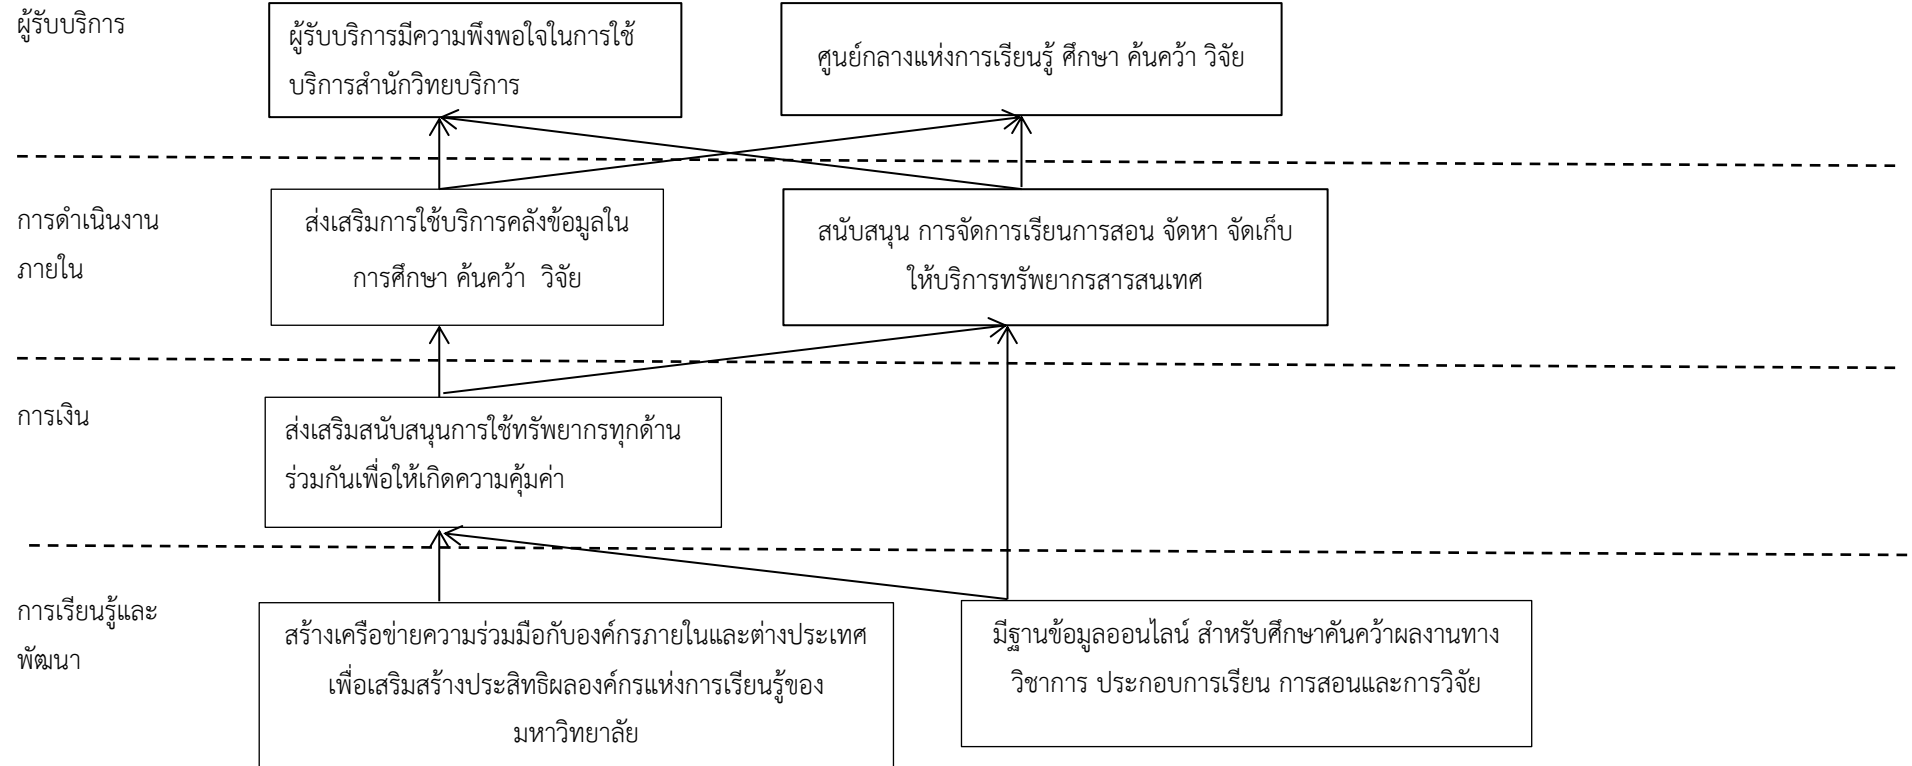 ผู้รับบริการ
ผู้รับบริการมีความพึงพอใจในการใช้
บริการสำนักวิทยบริการ
ศูนย์กลางแห่งการเรียนรู้ ศึกษา ค้นคว้า วิจัย
การดำเนินงาน
ภายใน
ส่งเสริมการใช้บริการคลังข้อมูลใน
การศึกษา ค้นคว้า วิจัย
สนับสนุน การจัดการเรียนการสอน จัดหา จัดเก็บ
ให้บริการทรัพยากรสารสนเทศ
การเงิน
ส่งเสริมสนับสนุนการใช้ทรัพยากรทุกด้าน
ร่วมกันเพื่อให้เกิดความคุ้มค่า
การเรียนรู้และ
พัฒนา
สร้างเครือข่ายความร่วมมือกับองค์กรภายในและต่างประเทศ
เพื่อเสริมสร้างประสิทธิผลองค์กรแห่งการเรียนรู้ของ
มหาวิทยาลัย
มีฐานข้อมูลออนไลน์ สำหรับศึกษาคันคว้าผลงานทาง
วิชาการ ประกอบการเรียน การสอนและการวิจัย